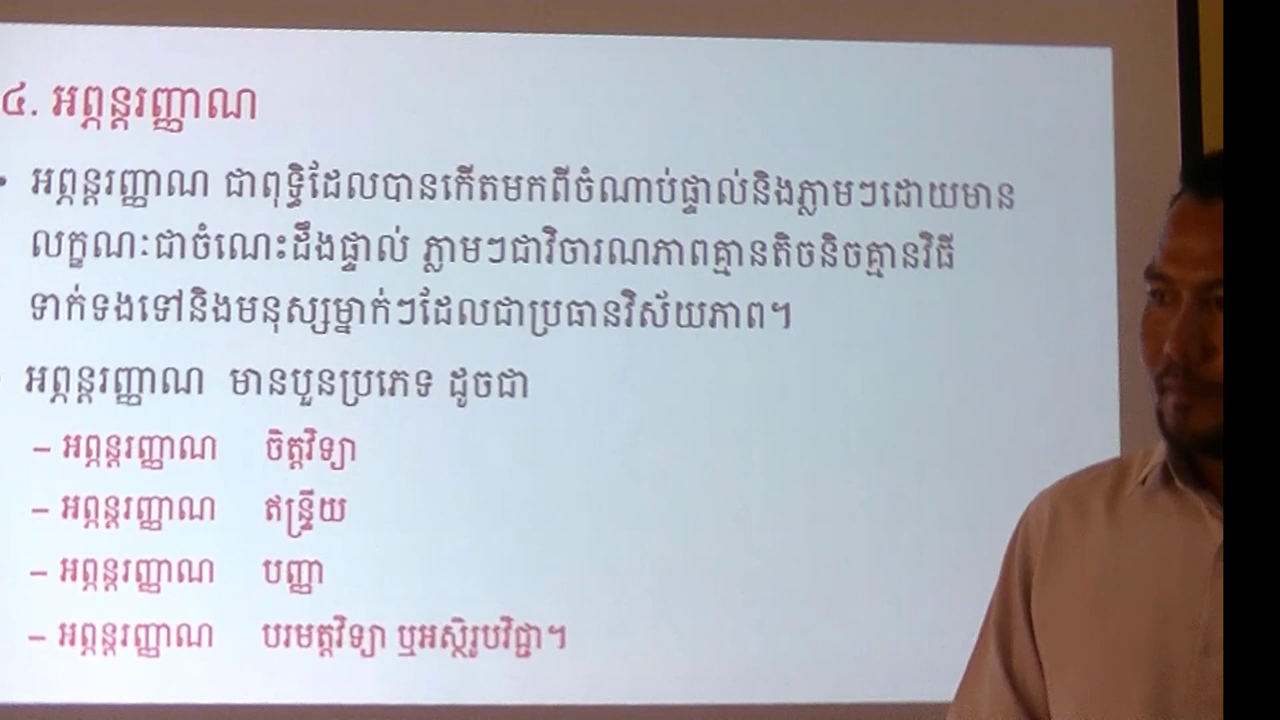 ៤. អព្ភន្តរញ្ញាណ
• អព្ភន្តរញ្ញាណ ជាពុទ្ធិដែលបានកើតមកពីចំណាប់ផ្ទាល់និងភ្លាមៗដោយមាន
លក្ខណៈជាចំណេះដឹងផ្ទាល់ ភ្លាមៗជាវិចារណភាពគ្មានតិចនិចគ្មានវិធី
ទាក់ទងទៅនិងមនុស្សម្នាក់ៗដែលជាប្រធានវិស័យភាព។
អព្ភន្តរញ្ញាណ មានបួនប្រភេទ ដូចជា
– អព្ភន្តរញ្ញាណ ចិត្តវិទ្យា
– អព្ភន្តរញ្ញាណ ឥន្ទ្រីយ
– អព្ភន្តរញ្ញាណ បញ្ញា
– អព្ភន្តរញ្ញាណ បរមត្តវិទ្យា ឬអស្តិរូបវិជ្ជា។